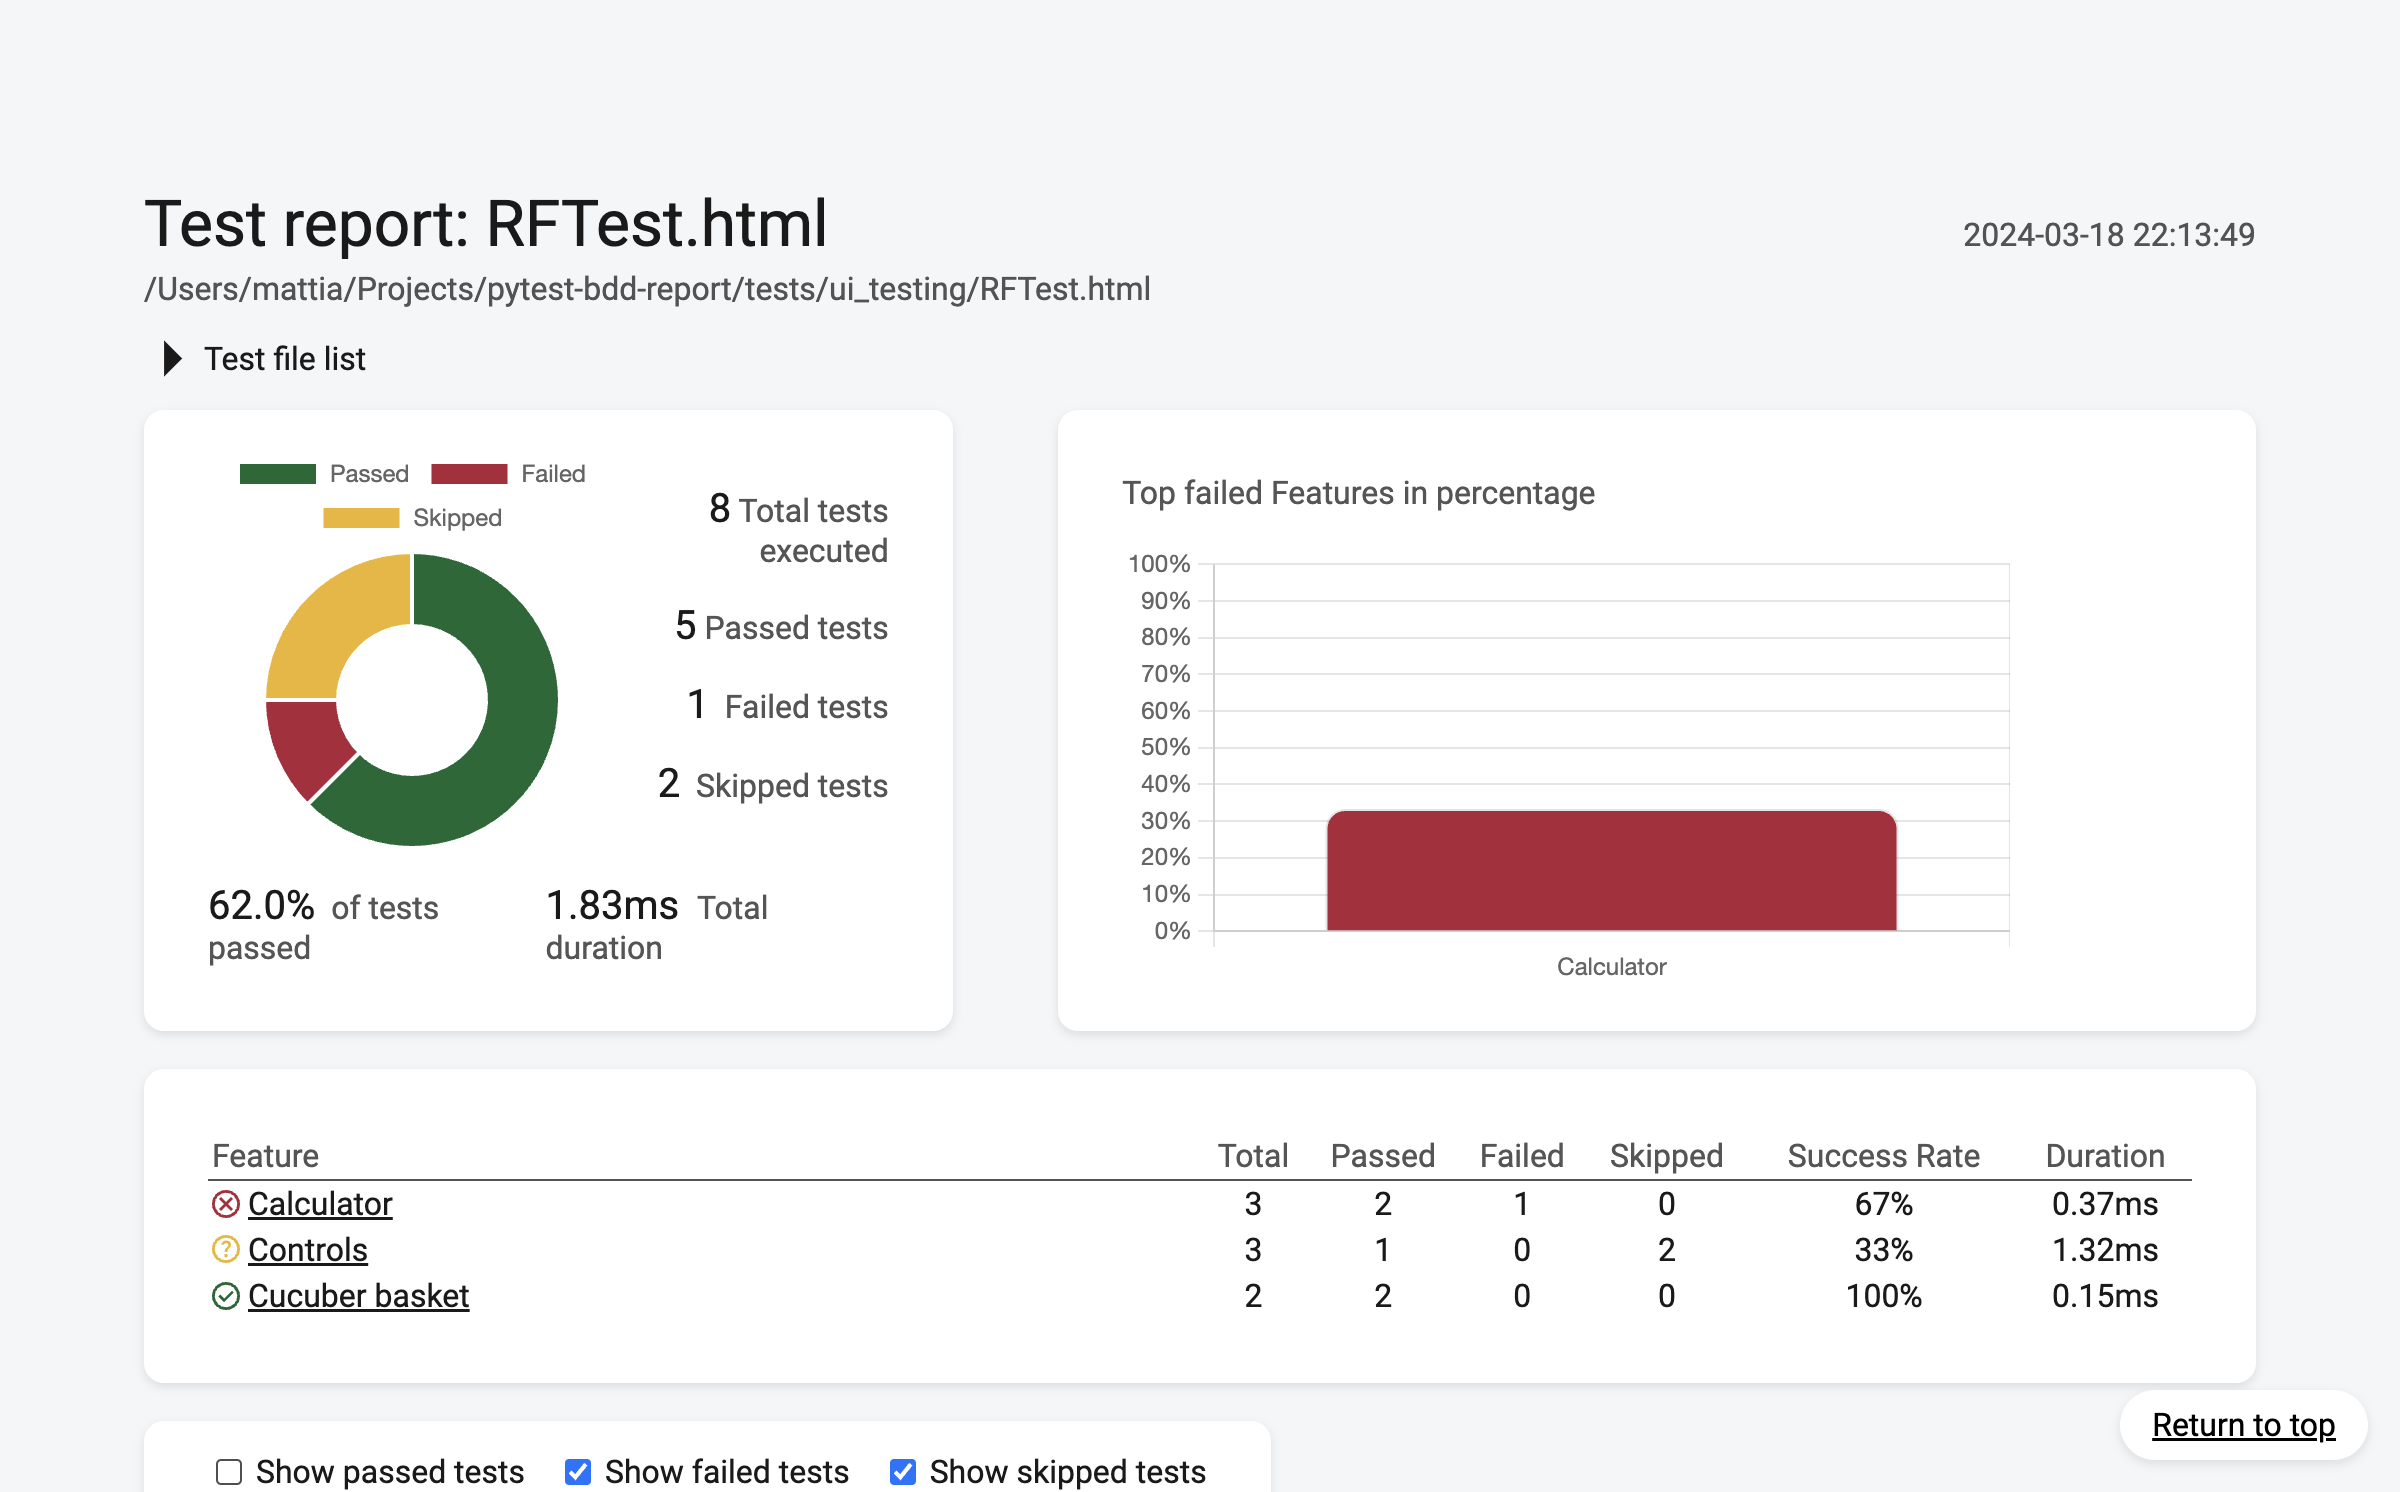 Test report: RFTest.html
2024-03-18 22:13:49
/Users/mattia/Projects/pytest-bdd-report/tests/ui_testing/RFTest.html
Test file list
Passed Failed
Skipped
8 Total tests
executed
5 Passed tests
1 Failed tests
2 Skipped tests
62.0% of tests
passed
1.83ms Total
duration
Top failed Features in percentage
100%
90%
80%
70%
60%
50%
40%
30%
20%
10%
0%
Calculator
Feature Total Passed Failed Skipped Success Rate Duration
Calculator 3 2 1 0 67% 0.37ms
Controls 3 1 0 2 33% 1.32ms
Cucuber basket 2 2 0 0 100% 0.15ms
Return to top
Show passed tests Show failed tests Show skipped tests